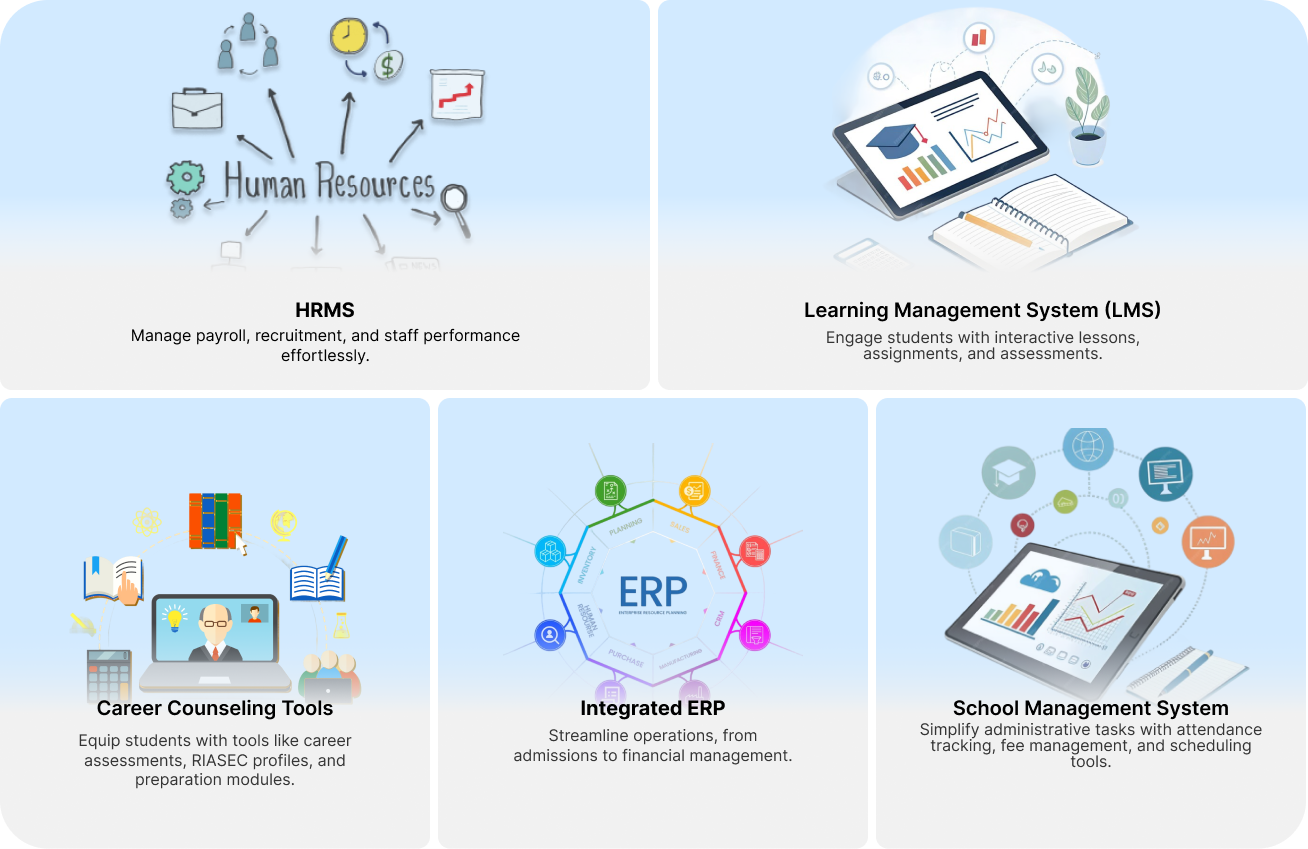 Human Resources
HRMS
Manage payroll, recruitment, and staff performance
effortlessly.
Learning Management System (LMS)
Engage students with interactive lessons,
assignments, and assessments.
Career Counseling Tools
Equip students with tools like career
assessments, RIASEC profiles, and
preparation modules.
PLANNING
SALES
INVENTORY
FINANCE
ERP
ENTERPRISE RESOURCE PLANNING
HUMAN
RESOURSE
CRM
PURCHASE
MANUFACTURING
Integrated ERP
Streamline operations, from
admissions to financial management.
01
School Management System
Simplify administrative tasks with attendance
tracking, fee management, and scheduling
tools.